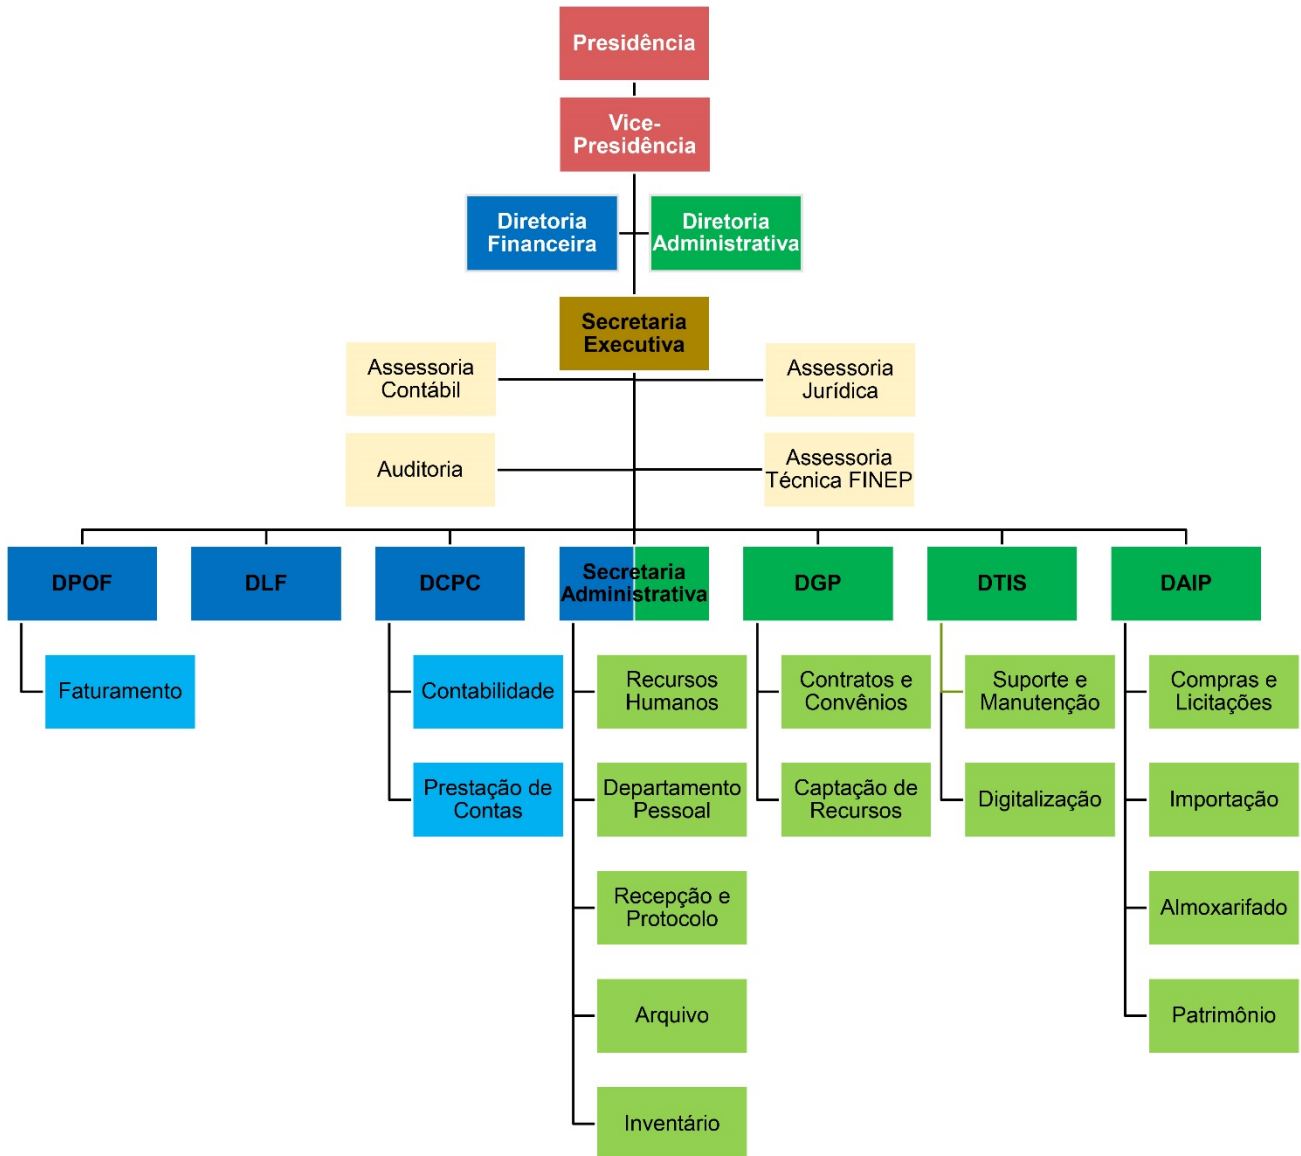 Presidência
Vice-
Presidência
Diretoria
Financeira
Diretoria
Administrativa
Secretaria
Executiva
Assessoria
Contábil
Assessoria
Jurídica
Auditoria
Assessoria
Técnica FINEP
DPOF
DLF
DCPC
Secretaria
Administrativa
DGP
DTIS
DAIP
Faturamento
Contabilidade
Recursos
Humanos
Contratos e
Convênios
Suporte e
Manutenção
Compras e
Licitações
Prestação de
Contas
Departamento
Pessoal
Captação de
Recursos
Digitalização
Importação
Recepção e
Protocolo
Almoxarifado
Arquivo
Patrimônio
Inventário